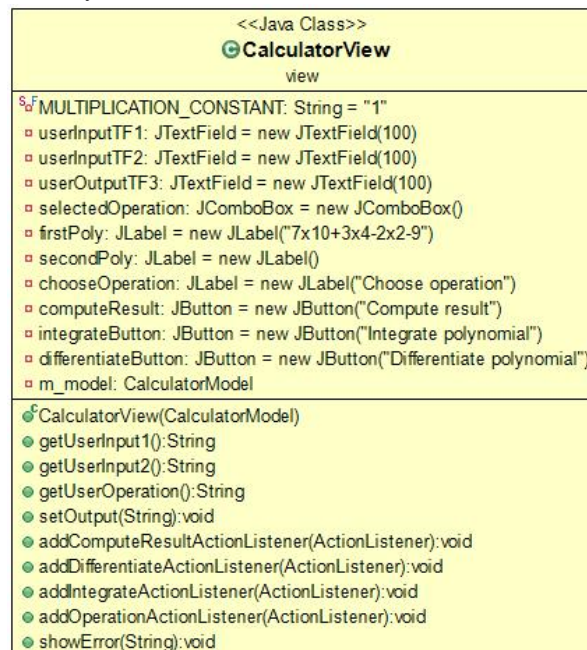 <<Java Class>>
CalculatorView
view
MULTIPLICATION_CONSTANT: String = "1"
userInputTF1: JTextField = new JTextField(100)
userInputTF2: JTextField = new JTextField(100)
userOutputTF3: JTextField = new JTextField(100)
selectedOperation: JComboBox = new JComboBox()
firstPoly: JLabel = new JLabel("7x10+3x4-2x2-9")
secondPoly: JLabel = new JLabel()
chooseOperation: JLabel = new JLabel("Choose operation")
computeResult: JButton = new JButton("Compute result")
integrateButton: JButton = new JButton("Integrate polynomial")
differentiateButton: JButton = new JButton("Differentiate polynomial")
m_model: CalculatorModel
CalculatorView(CalculatorModel)
getUserInput1():String
getUserInput2():String
getUserOperation():String
setOutput(String):void
addComputeResultActionListener(ActionListener):void
addDifferentiateActionListener(ActionListener):void
addIntegrateActionListener(ActionListener):void
addOperationActionListener(ActionListener):void
showError(String):void